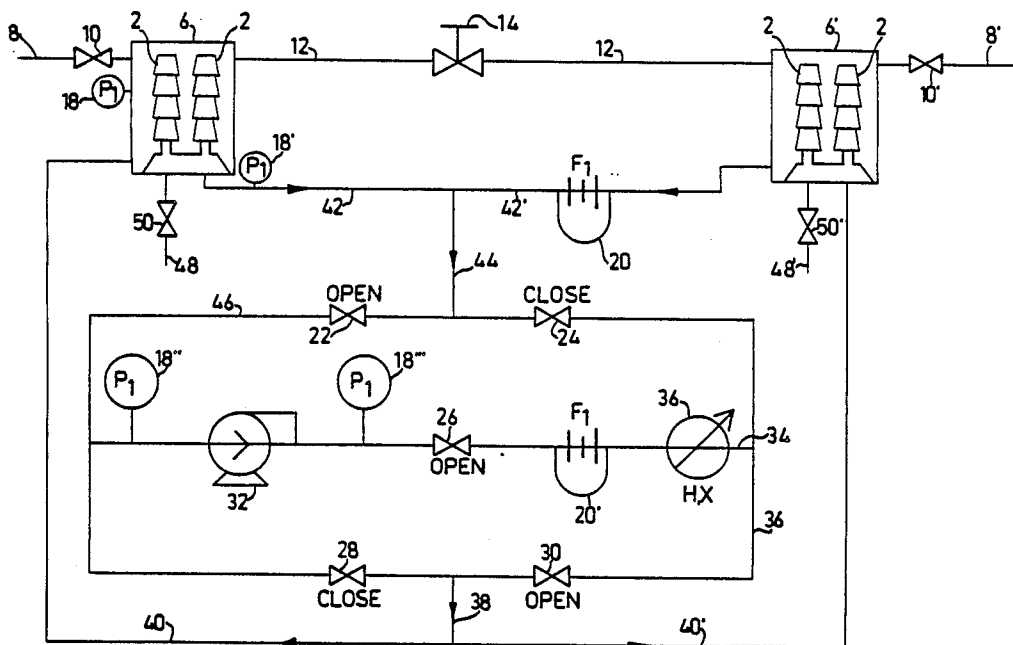 2 6 2 14 2 6' 2
8 10 12 12 8'
18 P1 10'
18' P1 F1
42 42'
50 20 50'
48 44 48'
46 OPEN CLOSE
22 24
18'' 18'''
P1 P1 26 F1 36
34
OPEN
32 20' H.X
36
28 30
CLOSE OPEN
38
40 40'